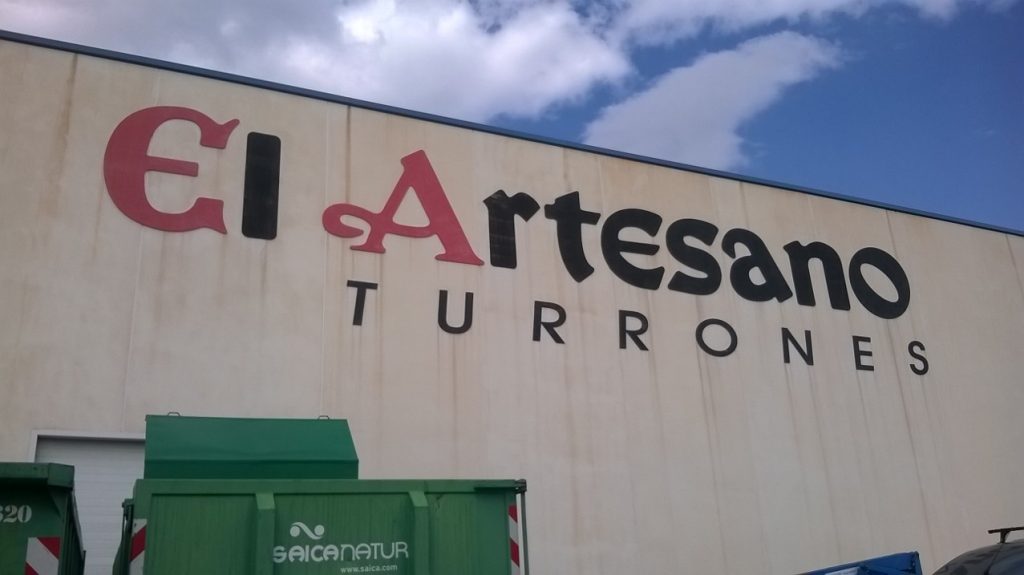 El Artesano
TURRONES
320
SAICANATUR
www.saica.com